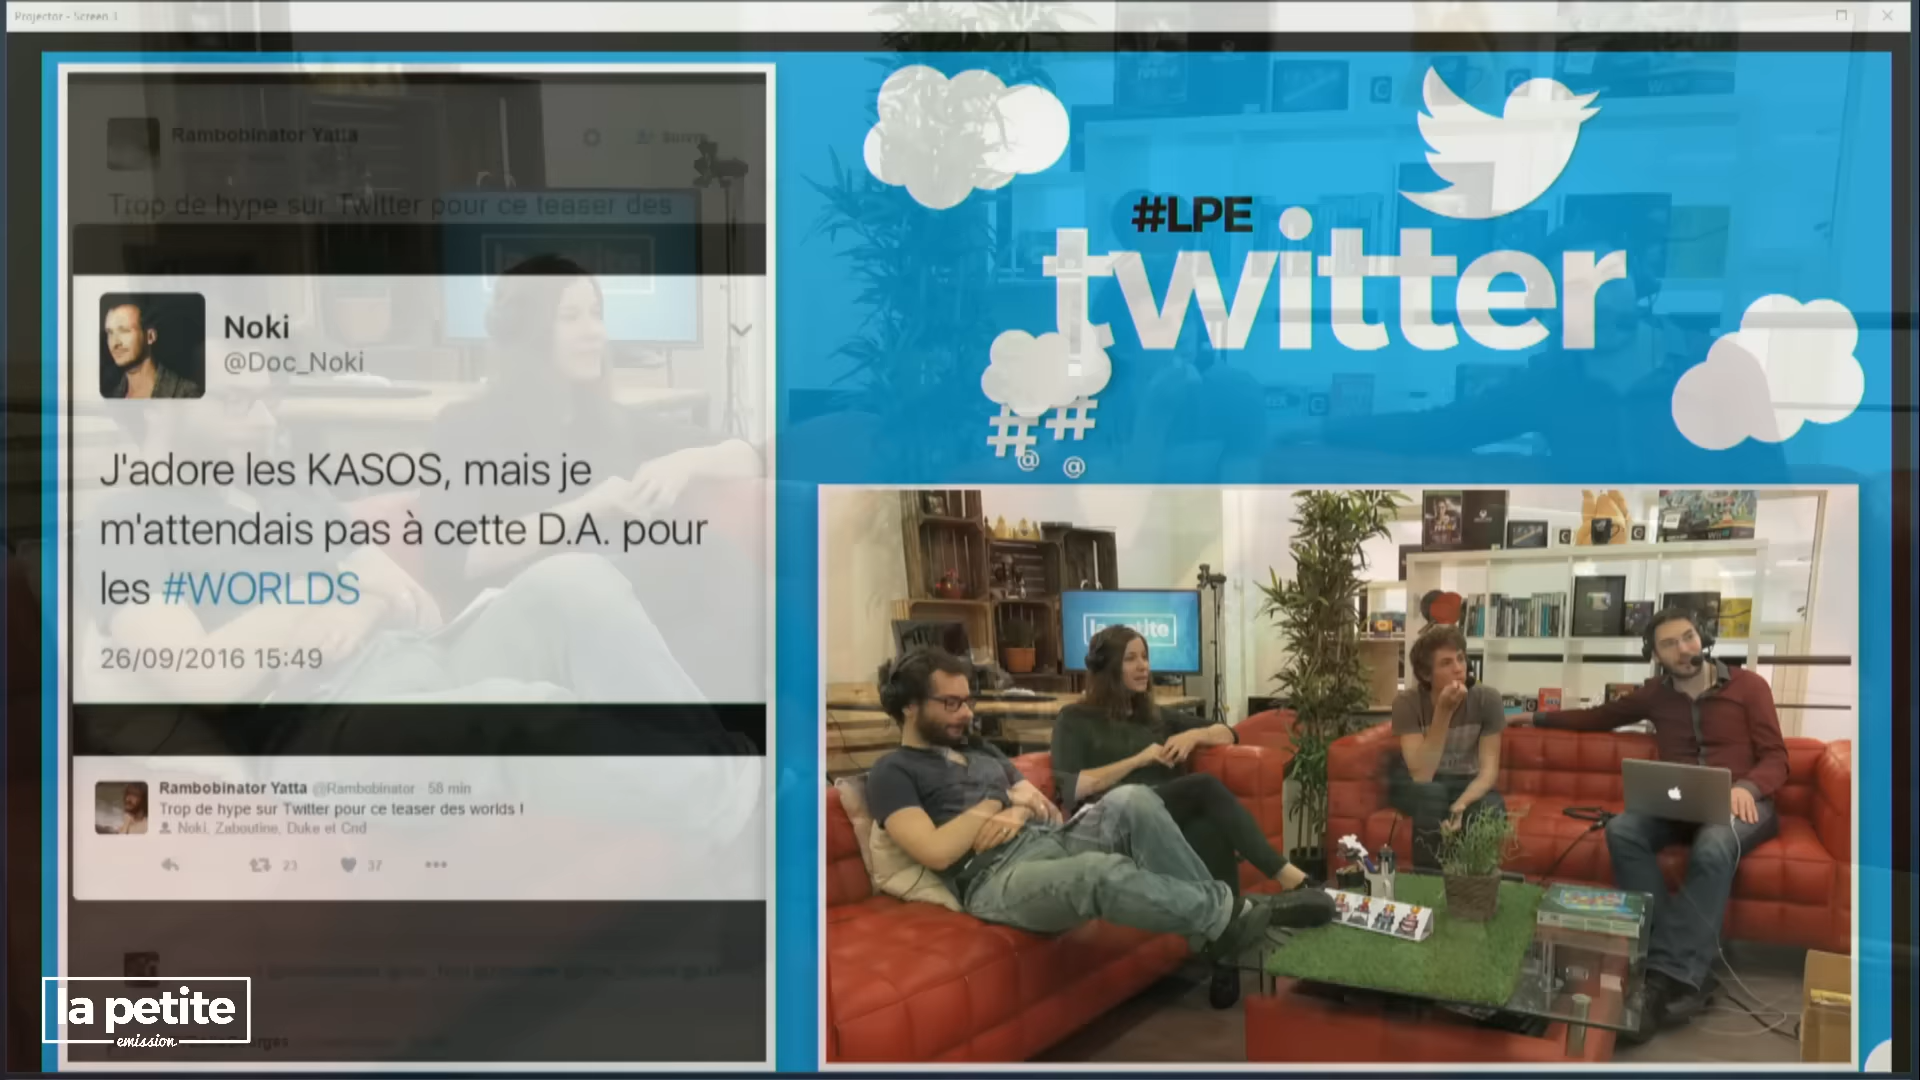 Projector - Screen 1
Rambobinator Yatta
Trop de hype sur Twitter pour ce teaser des
Noki
@Doc_Noki
J'adore les KASOS, mais je
m'attendais pas à cette D.A. pour
les #WORLDS
26/09/2016 15:49
Rambobinator Yatta @Rambobinator 58 min
Trop de hype sur Twitter pour ce teaser des worlds !
Noki, Zaboutine, Duke et Cnd
23 37
#LPE
twitter
# #
@ @
la petite
la petite
emission